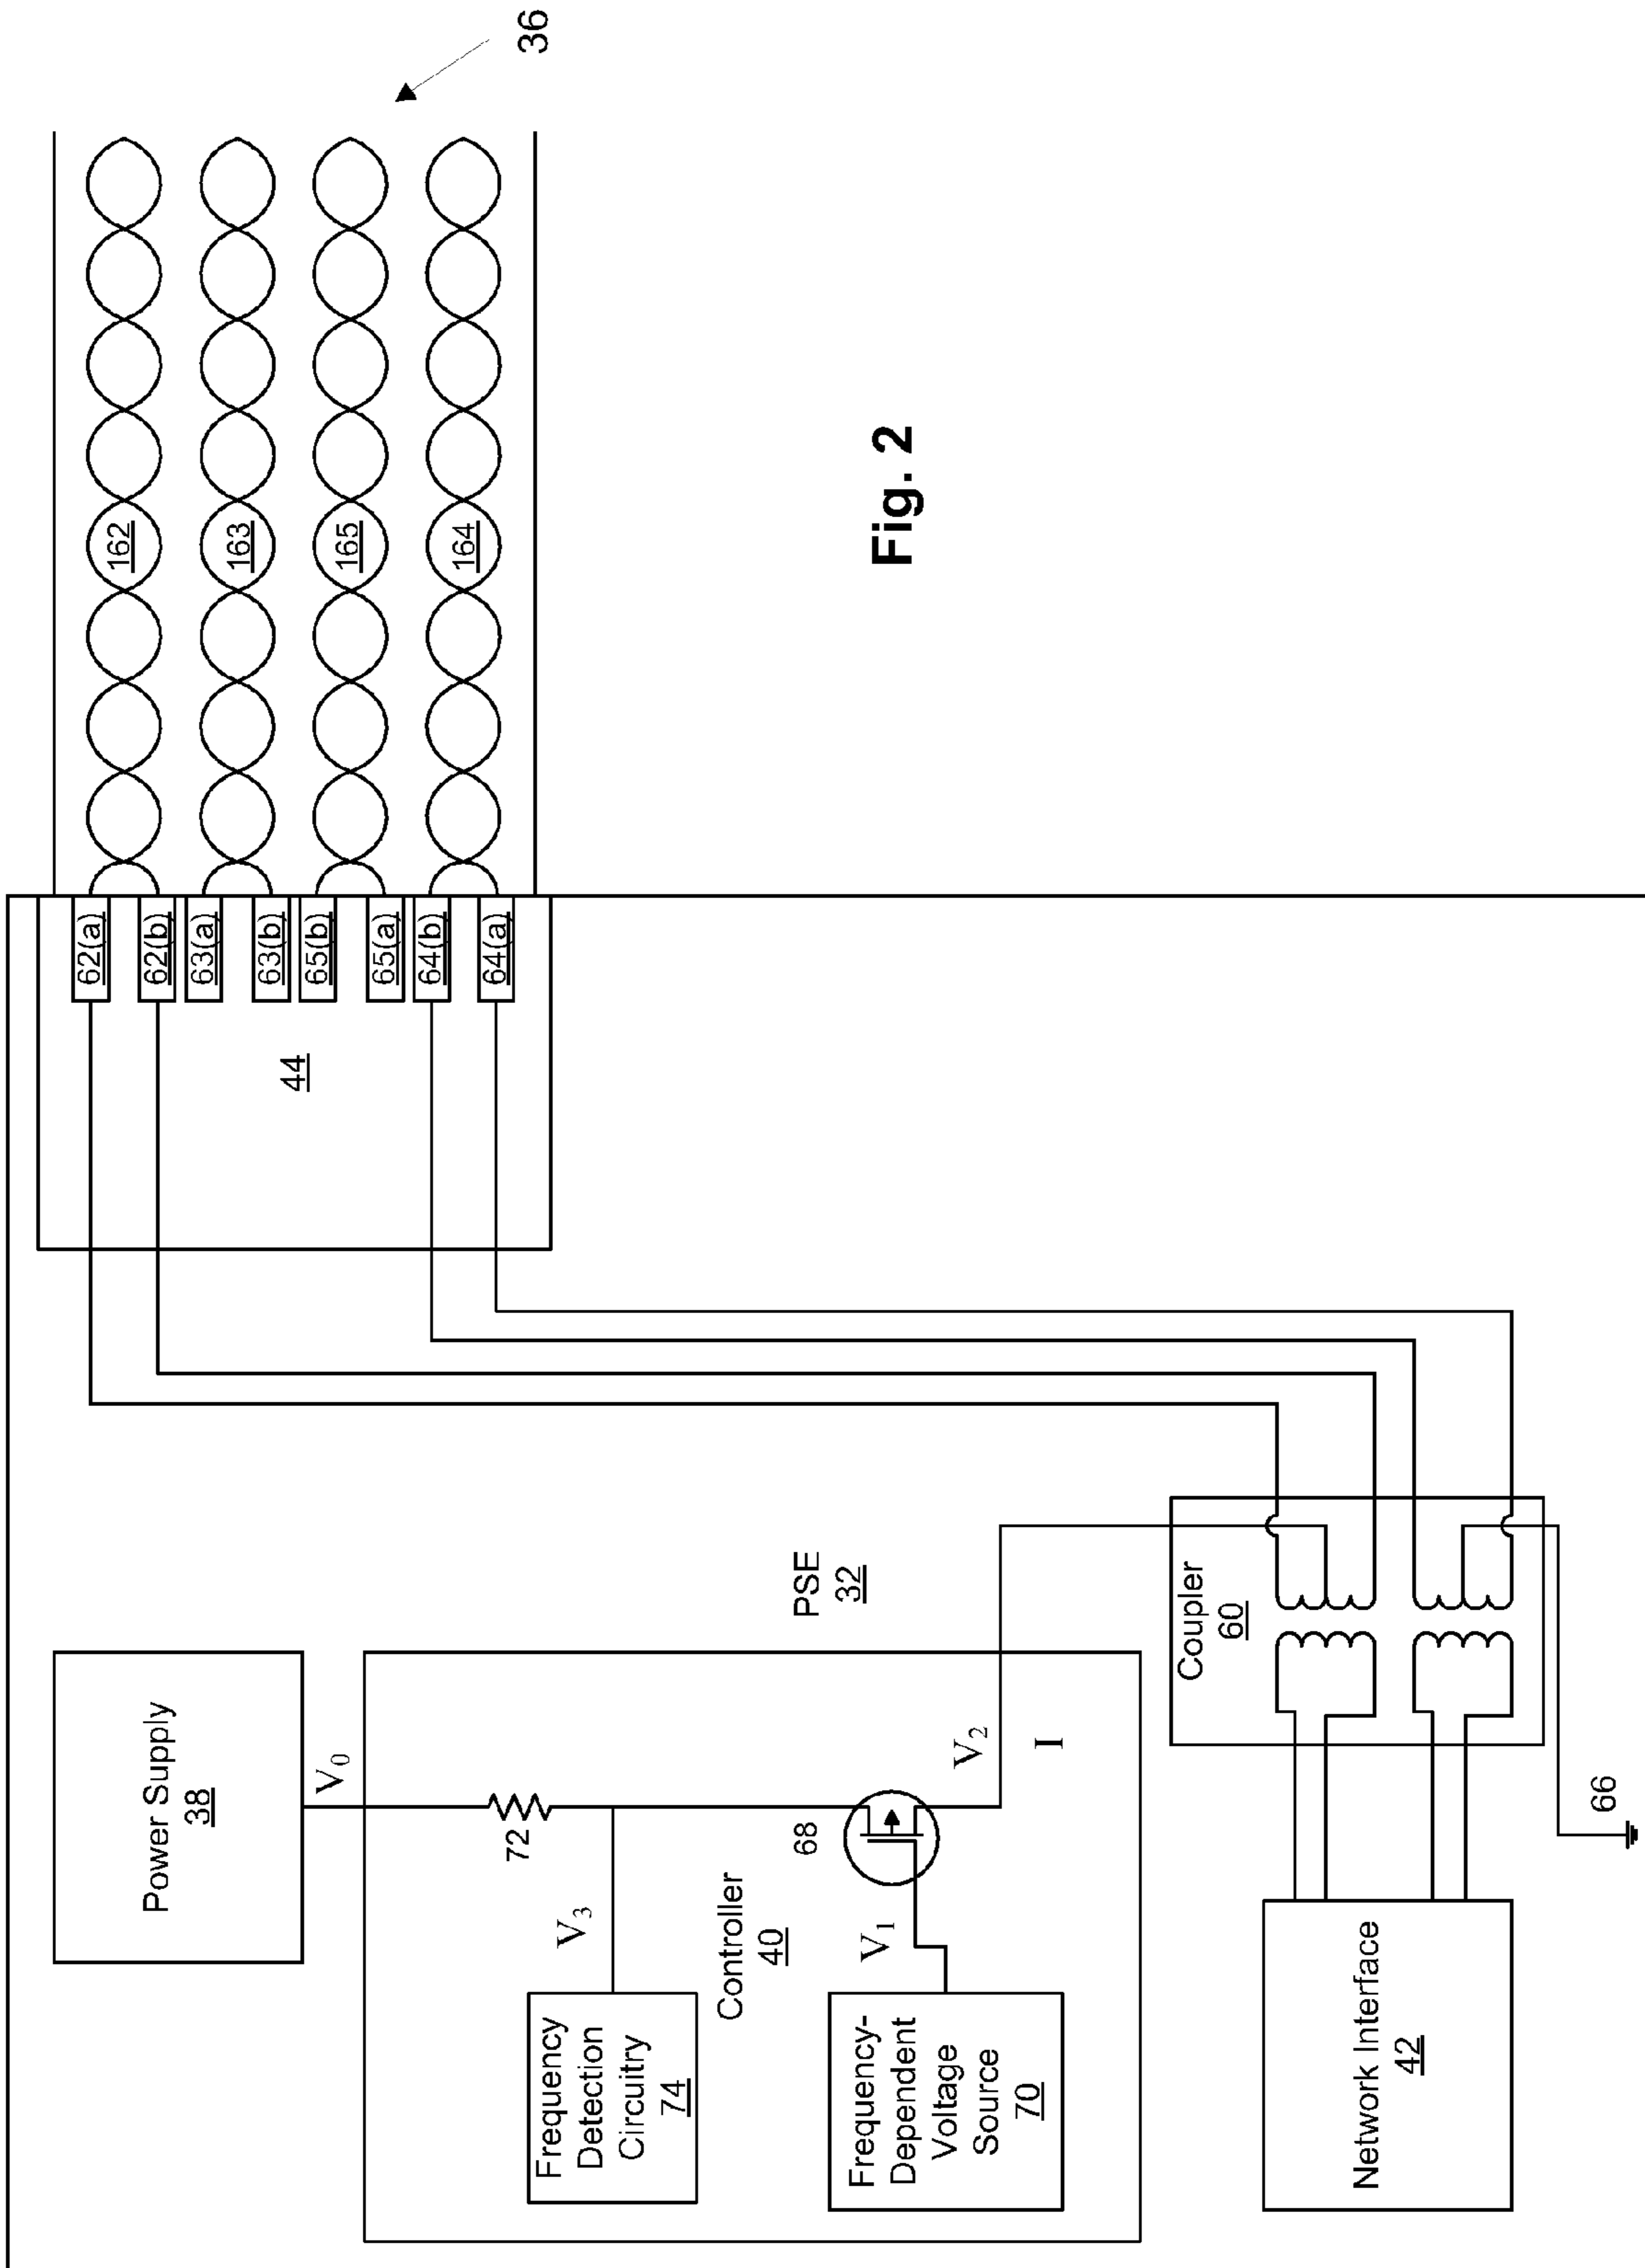 36
162
163
165
164
62(a)
62(b)
63(a)
63(b)
65(b)
65(a)
64(b)
64(a)
44
Power Supply
38
V0
72
V3
Frequency
Detection
Circuitry
74
Controller
40
68
V1
V2
I
Frequency-
Dependent
Voltage
Source
70
PSE
32
Coupler
60
Network Interface
42
66
Fig. 2